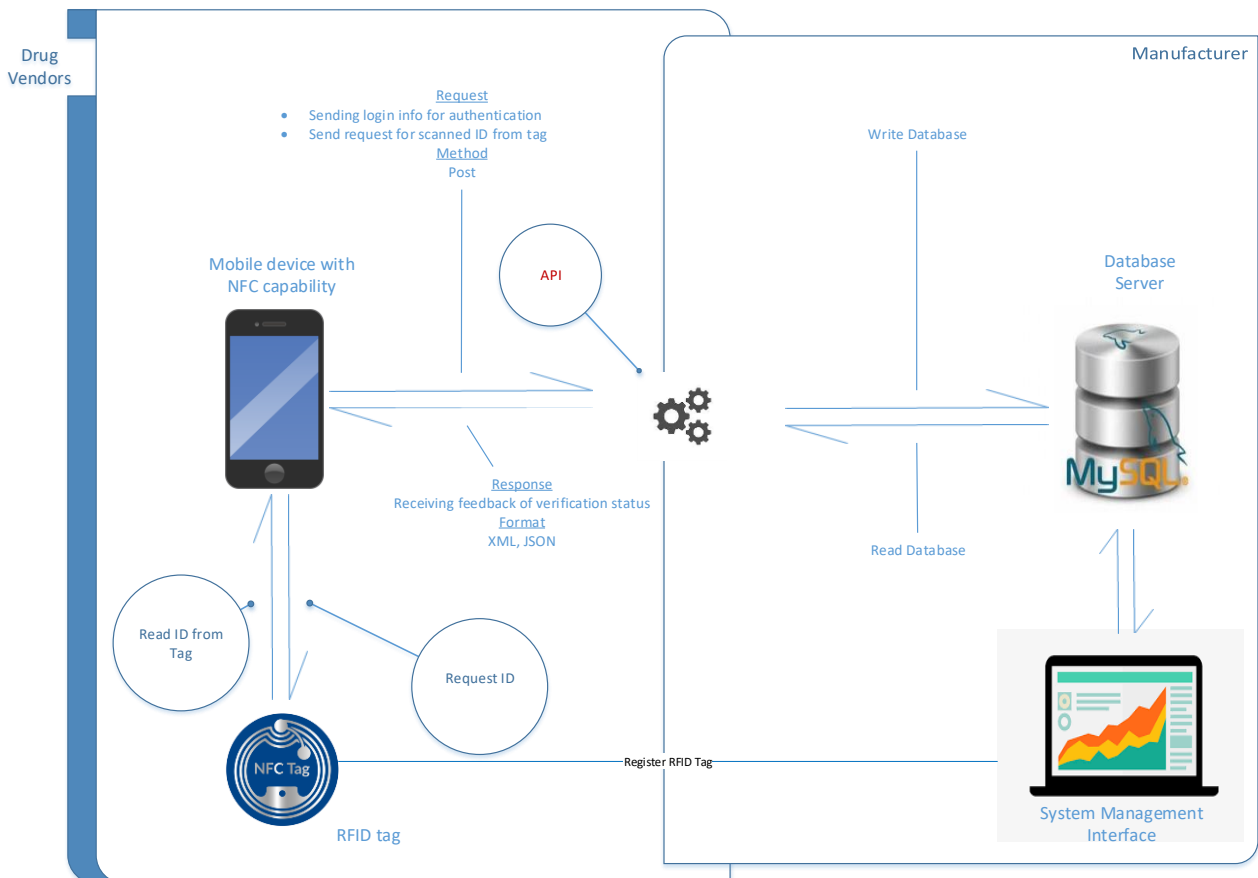 Drug
Vendors
Manufacturer
Request
• Sending login info for authentication
• Send request for scanned ID from tag
Method
Post
Write Database
API
Mobile device with
NFC capability
Database
Server
MySQL
Response
Receiving feedback of verification status
Format
XML, JSON
Read Database
Read ID from
Tag
Request ID
NFC Tag
Register RFID Tag
RFID tag
System Management
Interface